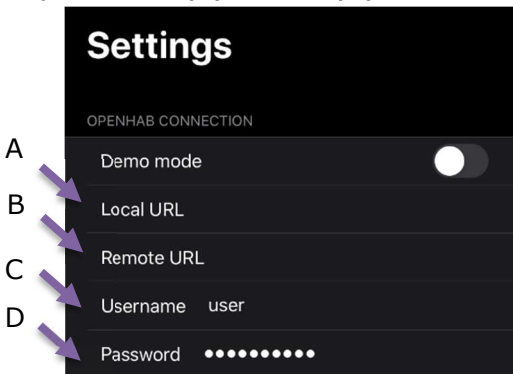 Settings
OPENHAB CONNECTION
A
Demo mode
B
Local URL
C
Remote URL
D
Username user
Password ••••••••••